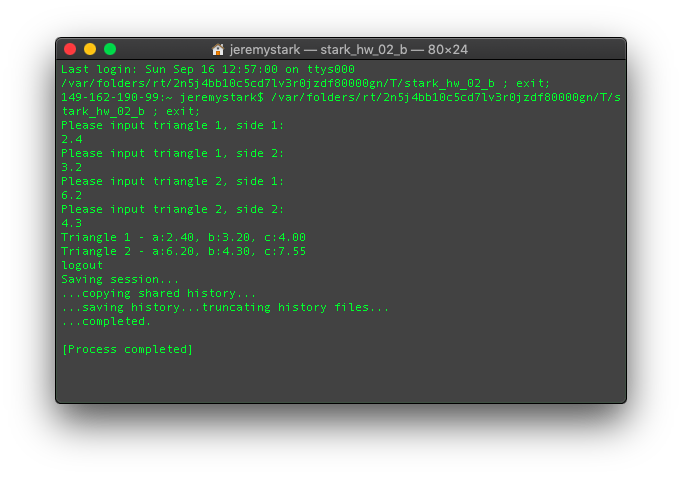 jeremystark — stark_hw_02_b — 80×24
Last login: Sun Sep 16 12:57:00 on ttys000
/var/folders/rt/2n5j4bb10c5cd7lv3r0jzdf80000gn/T/stark_hw_02_b ; exit;
149-162-190-99:~ jeremystark$ /var/folders/rt/2n5j4bb10c5cd7lv3r0jzdf80000gn/T/s
tark_hw_02_b ; exit;
Please input triangle 1, side 1:
2.4
Please input triangle 1, side 2:
3.2
Please input triangle 2, side 1:
6.2
Please input triangle 2, side 2:
4.3
Triangle 1 - a:2.40, b:3.20, c:4.00
Triangle 2 - a:6.20, b:4.30, c:7.55
logout
Saving session...
...copying shared history...
...saving history...truncating history files...
...completed.
[Process completed]